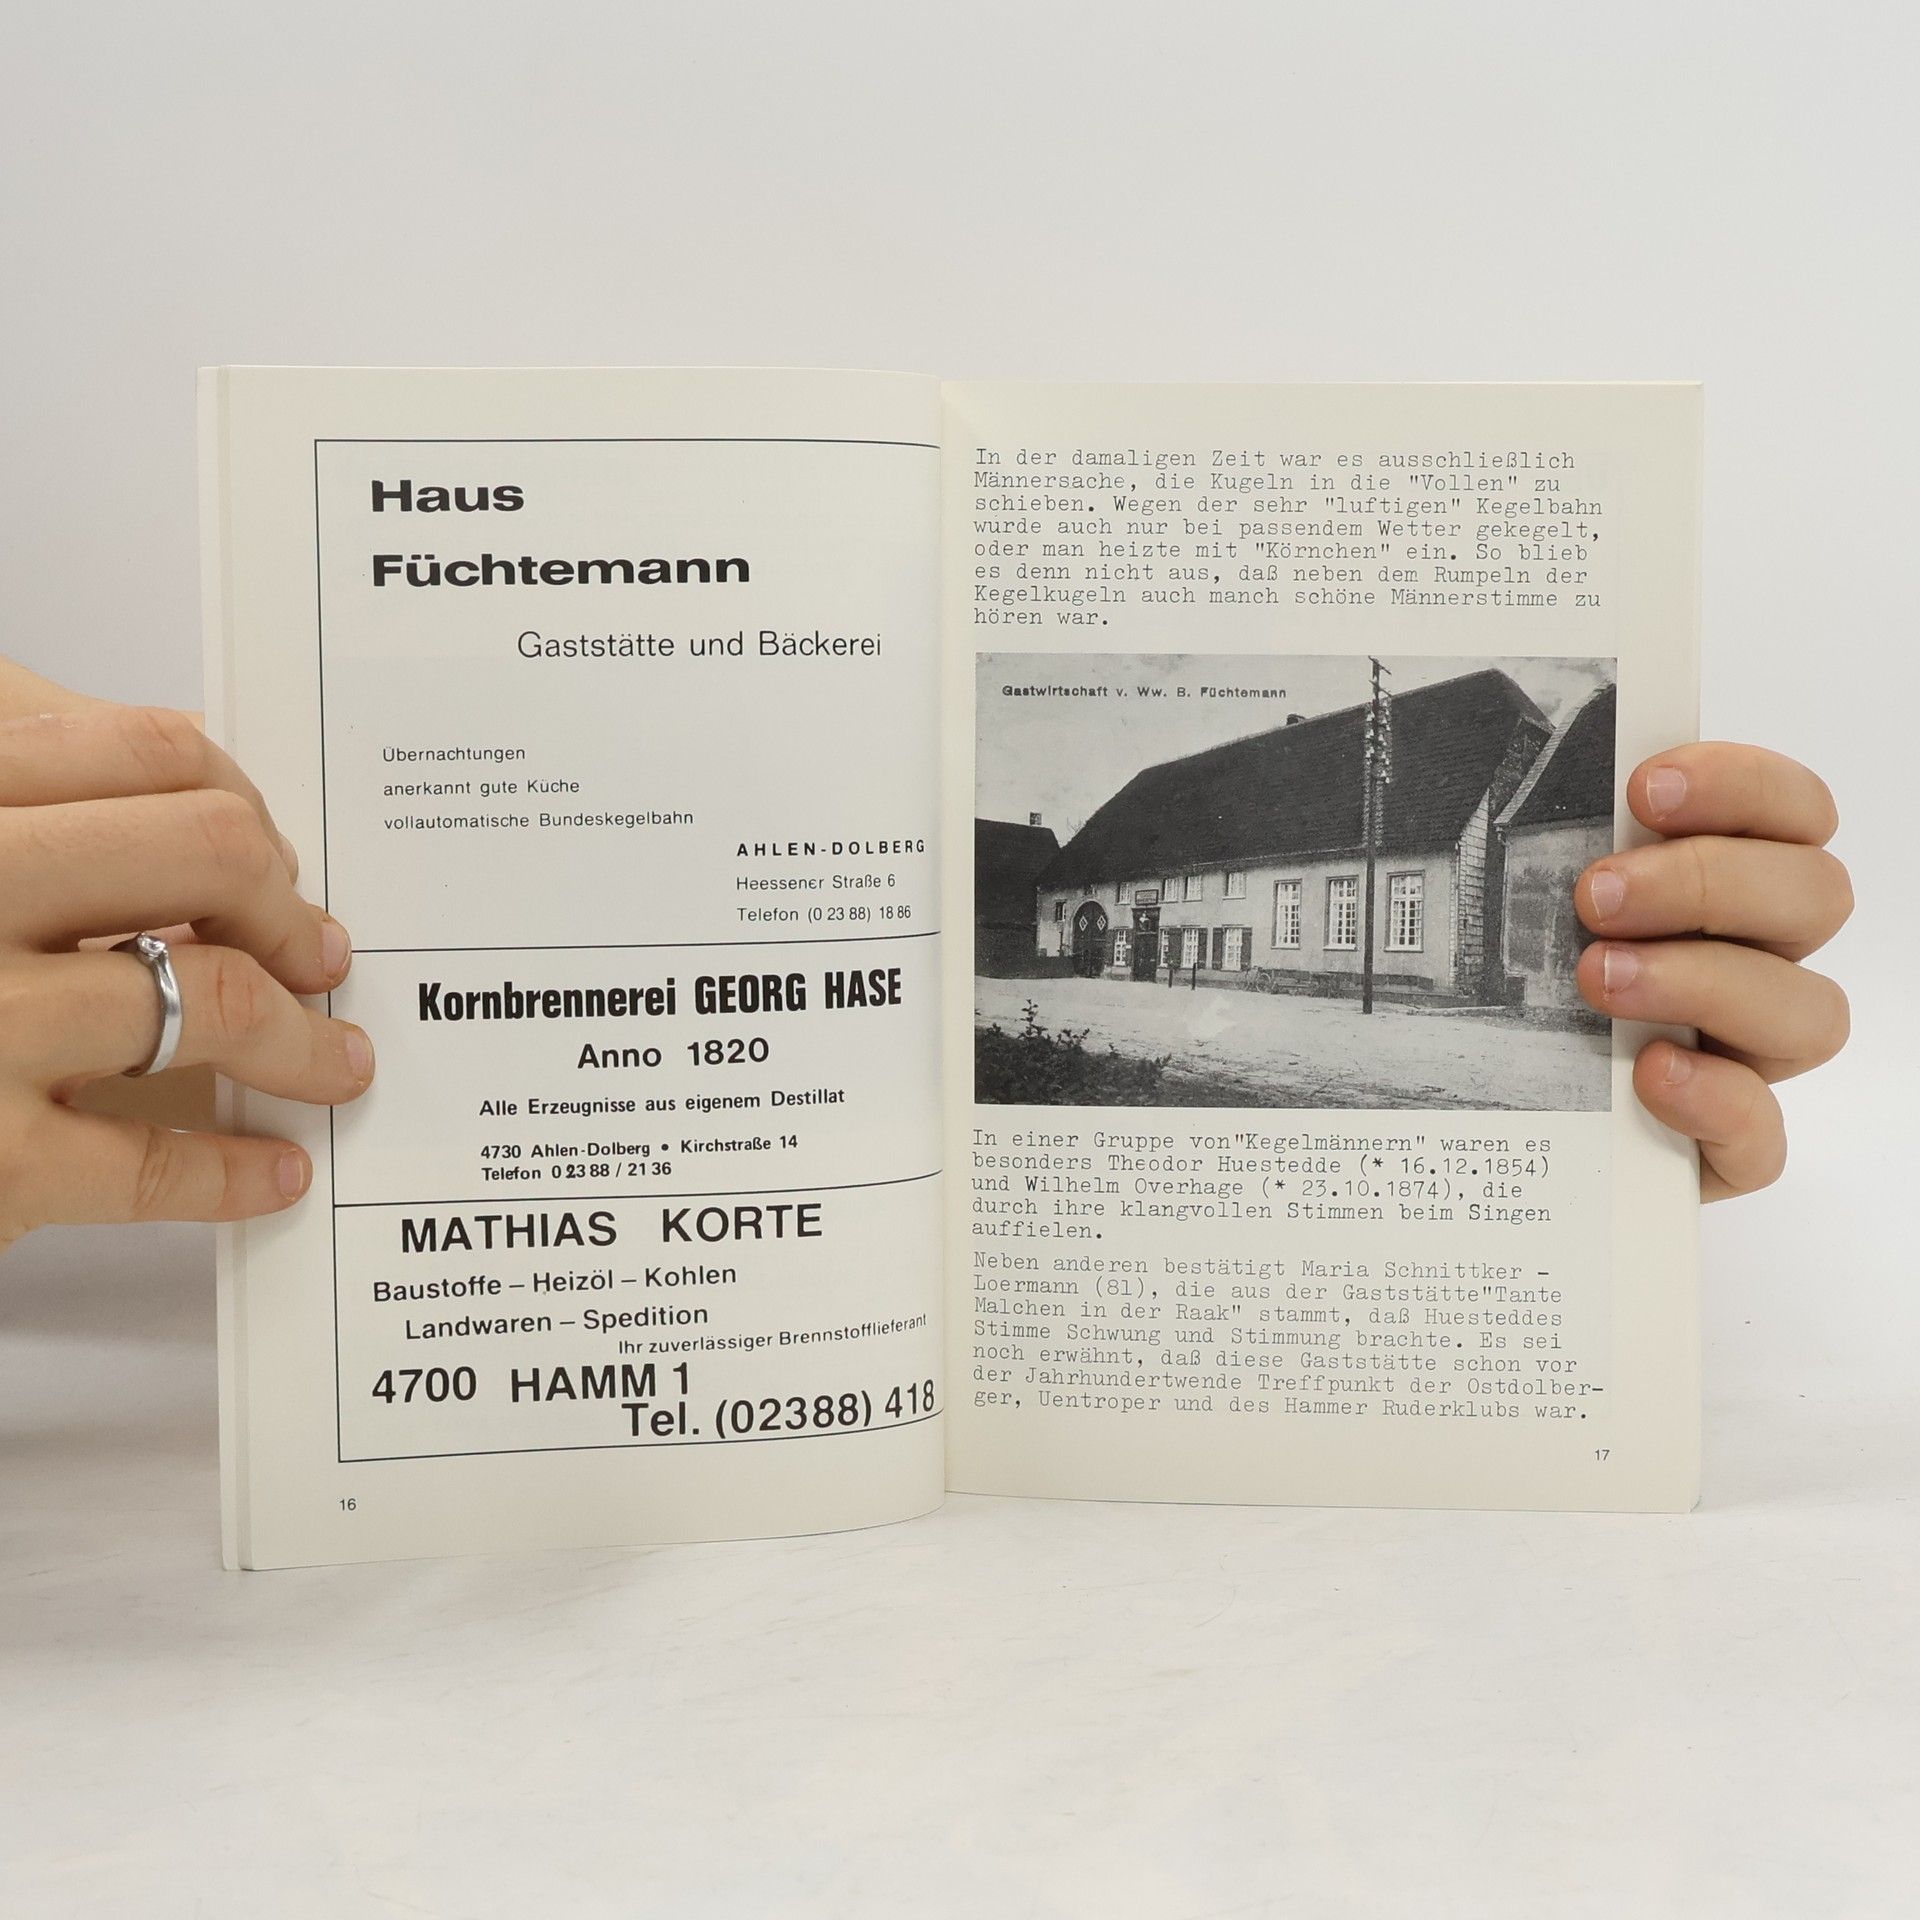 Haus
Füchtemann
Gaststätte und Bäckerei
Übernachtungen
anerkannt gute Küche
vollautomatische Bundeskegelbahn
AHLEN-DOLBERG
Heessener Straße 6
Telefon (0 23 88) 18 86
Kornbrennerei GEORG HASE
Anno 1820
Alle Erzeugnisse aus eigenem Destillat
4730 Ahlen-Dolberg • Kirchstraße 14
Telefon 0 23 88 / 21 36
MATHIAS KORTE
Baustoffe – Heizöl – Kohlen
Landwaren – Spedition
Ihr zuverlässiger Brennstofflieferant
4700 HAMM 1
Tel. (02388) 418
16
In der damaligen Zeit war es ausschließlich
Männersache, die Kugeln in die "Vollen" zu
schieben. Wegen der sehr "luftigen" Kegelbahn
wurde auch nur bei passendem Wetter gekegelt,
oder man heizte mit "Körnchen" ein. So blieb
es denn nicht aus, daß neben dem Rumpeln der
Kegelkugeln auch manch schöne Männerstimme zu
hören war.
Gastwirtschaft v. Ww. B. Füchtemann
In einer Gruppe von"Kegelmännern" waren es
besonders Theodor Huestedde (* 16.12.1854)
und Wilhelm Overhage (* 23.10.1874), die
durch ihre klangvollen Stimmen beim Singen
auffielen.
Neben anderen bestätigt Maria Schnittker -
Loermann (81), die aus der Gaststätte"Tante
Malchen in der Raak" stammt, daß Huesteddes
Stimme Schwung und Stimmung brachte. Es sei
noch erwähnt, daß diese Gaststätte schon vor
der Jahrhundertwende Treffpunkt der Ostdolber-
ger, Uentroper und des Hammer Ruderklubs war.
17